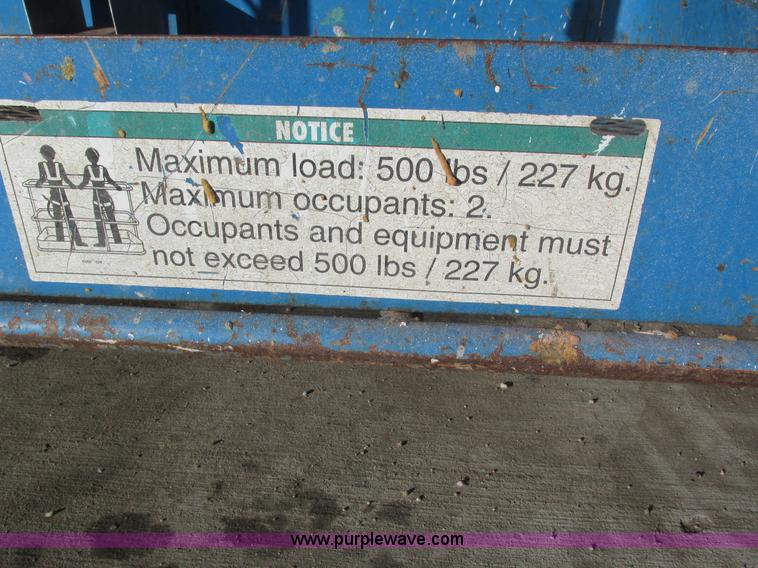 NOTICE
Maximum load: 500 lbs / 227 kg.
Maximum occupants: 2.
Occupants and equipment must
not exceed 500 lbs / 227 kg.
www.purplewave.com